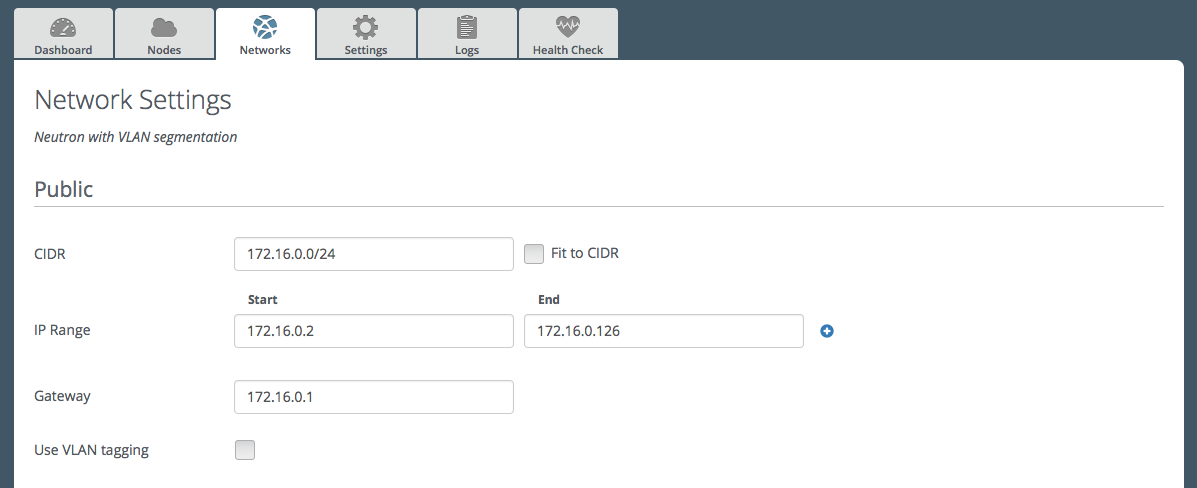 Dashboard Nodes Networks Settings Logs Health Check
Network Settings
Neutron with VLAN segmentation
Public
CIDR 172.16.0.0/24 Fit to CIDR
Start End
IP Range 172.16.0.2 172.16.0.126
Gateway 172.16.0.1
Use VLAN tagging